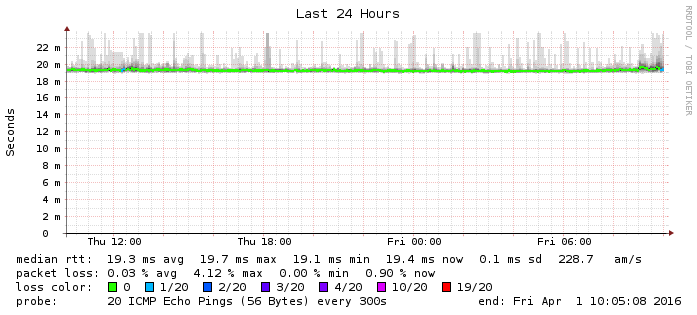 Last 24 Hours
RRDTOOL / TOBI OETIKER
Seconds
22 m
20 m
18 m
16 m
14 m
12 m
10 m
8 m
6 m
4 m
2 m
0
Thu 12:00 Thu 18:00 Fri 00:00 Fri 06:00
median rtt: 19.3 ms avg 19.7 ms max 19.1 ms min 19.4 ms now 0.1 ms sd 228.7 am/s
packet loss: 0.03 % avg 4.12 % max 0.00 % min 0.90 % now
loss color: 0 1/20 2/20 3/20 4/20 10/20 19/20
probe: 20 ICMP Echo Pings (56 Bytes) every 300s end: Fri Apr 1 10:05:08 2016